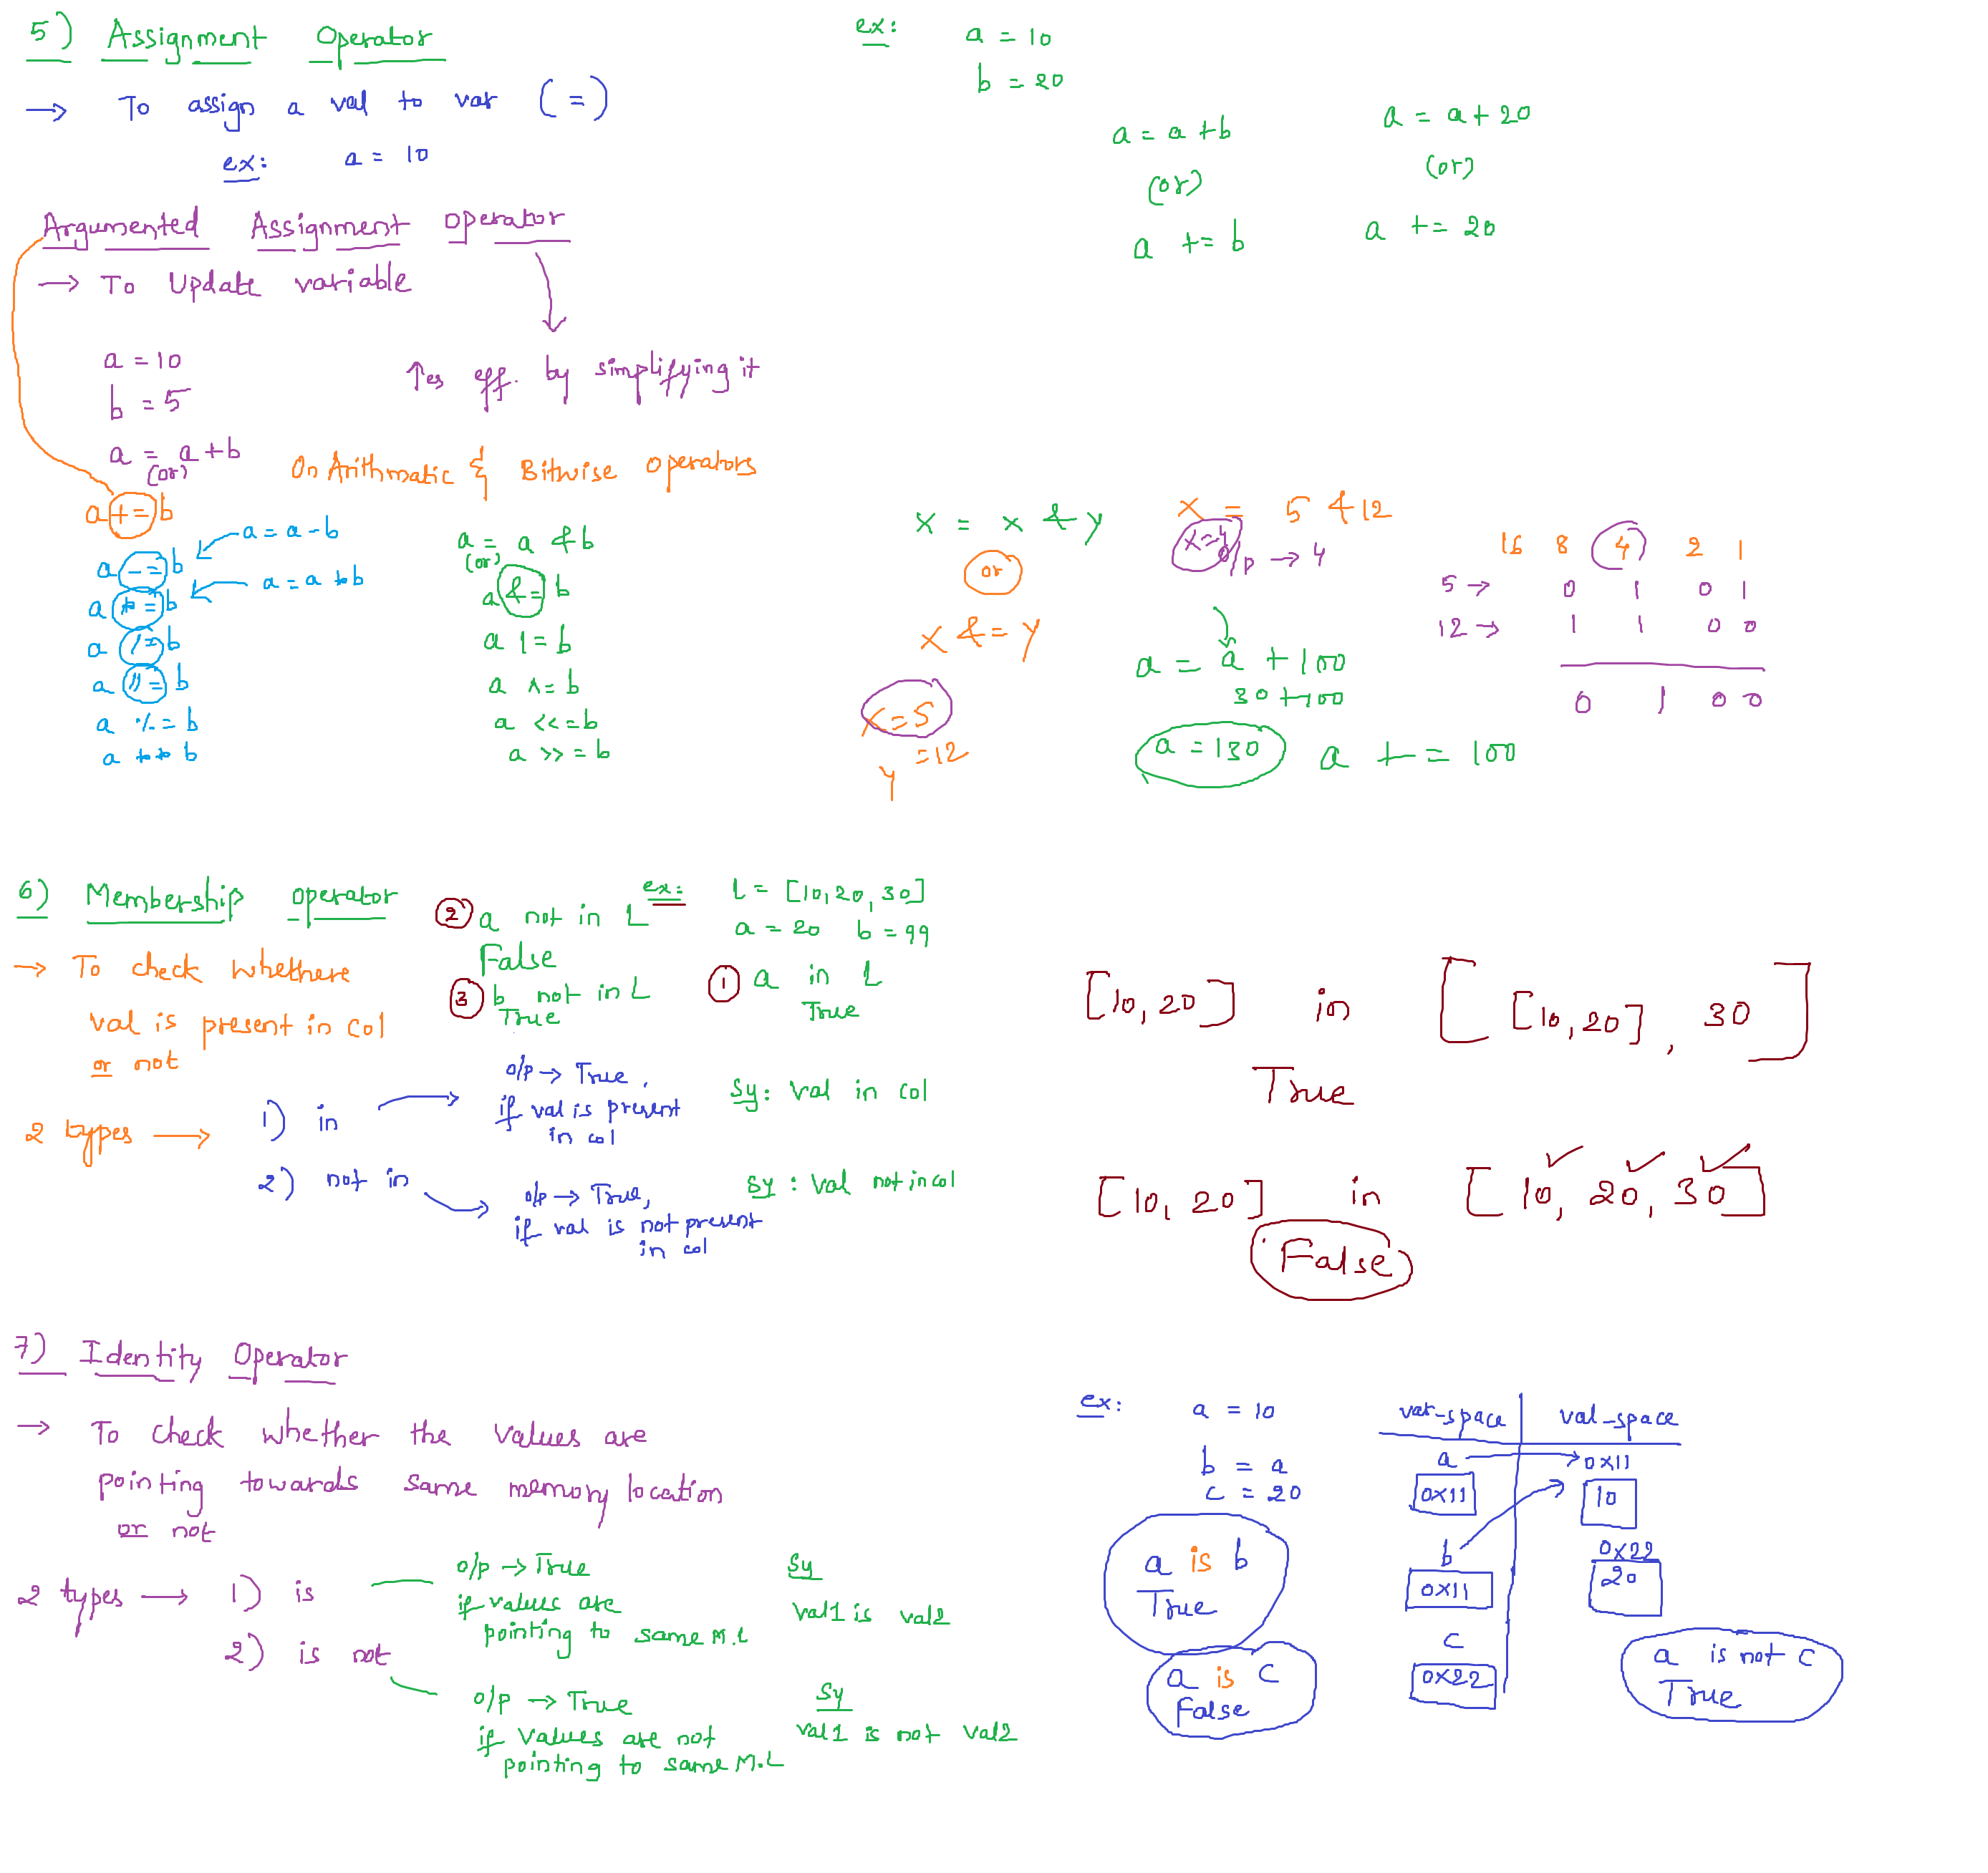 5) Assignment Operator
→ To assign a val to var (=)
ex: a = 10
Argumented Assignment operator
→ To Update variable
a = 10
b = 5
↑es eff. by simplifying it
a = a + b
(or)
On Arithmatic & Bitwise operators
a += b
a -= b ← a = a - b
a *= b ← a = a * b
a /= b
a //= b
a %= b
a ** b
a = a & b
(or)
a &= b
a |= b
a ^= b
a <<= b
a >>= b
ex: a = 10
b = 20
a = a + b
(or)
a += b
a = a + 20
(or)
a += 20
x = x & y
or
x &= y
x = 5
y = 12
x = 5 & 12
x=4
o/p → 4
a = a + 100
30 + 100
a = 130
a += 100
16 8 4 2 1
5 → 0 1 0 1
12 → 1 1 0 0
0 1 0 0
6) Membership operator
→ To check whethere
val is present in col
or not
2 types →
1) in
o/p → True,
if val is present
in col
Sy: val in col
2) not in
o/p → True,
if val is not present
in col
Sy: val not in col
ex: L = [10,20,30]
a = 20 b = 99
1 a in L
True
2 a not in L
False
3 b not in L
True
[10,20] in [[10,20], 30]
True
[10,20] in [10, 20, 30]
False
7) Identity Operator
→ To check whether the values are
pointing towards same memory location
or not
2 types → 1) is
2) is not
o/p → True
if values are
pointing to same M.L
Sy
val1 is val2
o/p → True
if values are not
pointing to same M.L
Sy
val1 is not val2
ex: a = 10
b = a
c = 20
a is b
True
a is c
False
var-space val-space
a 0x11
0x11 10
b 0x22
0x11 20
c
0x22
a is not c
True